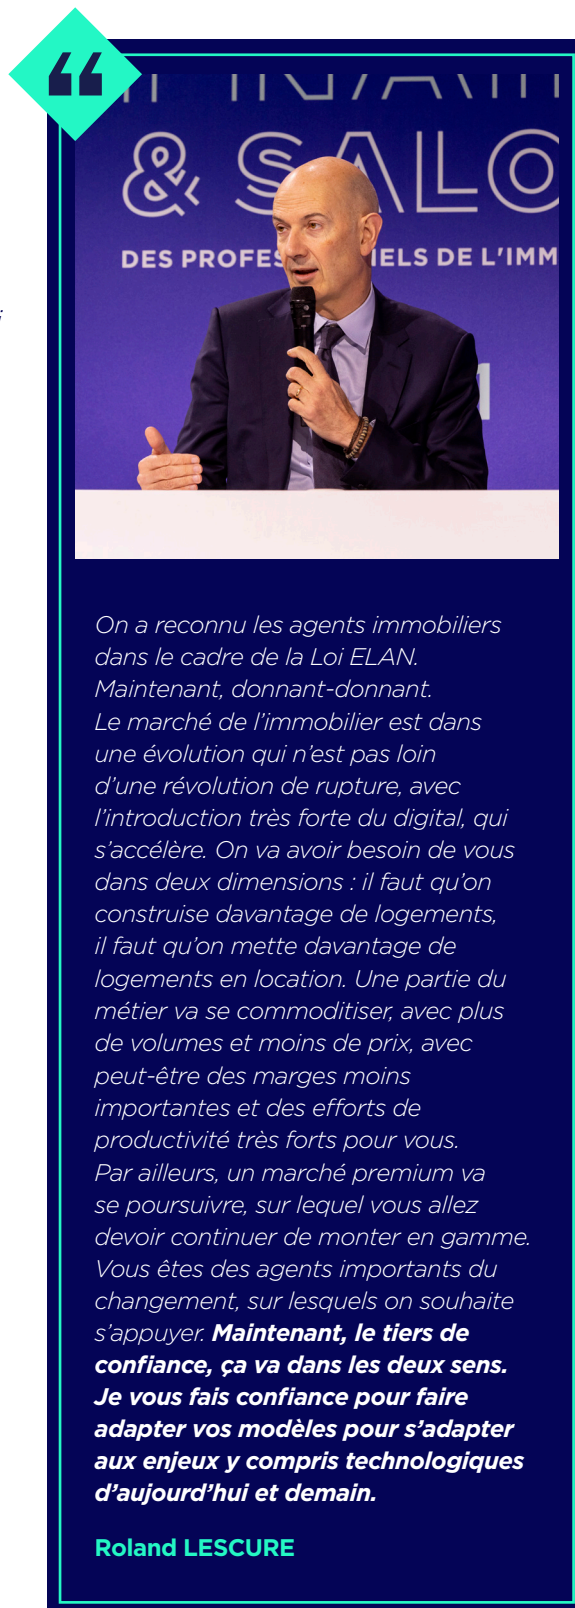 “
& SALO
DES PROFES IELS DE L'IMM
On a reconnu les agents immobiliers
dans le cadre de la Loi ELAN.
Maintenant, donnant-donnant.
Le marché de l’immobilier est dans
une évolution qui n’est pas loin
d’une révolution de rupture, avec
l’introduction très forte du digital, qui
s’accélère. On va avoir besoin de vous
dans deux dimensions : il faut qu’on
construise davantage de logements,
il faut qu’on mette davantage de
logements en location. Une partie du
métier va se commoditiser, avec plus
de volumes et moins de prix, avec
peut-être des marges moins
importantes et des efforts de
productivité très forts pour vous.
Par ailleurs, un marché premium va
se poursuivre, sur lequel vous allez
devoir continuer de monter en gamme.
Vous êtes des agents importants du
changement, sur lesquels on souhaite
s’appuyer. Maintenant, le tiers de
confiance, ça va dans les deux sens.
Je vous fais confiance pour faire
adapter vos modèles pour s’adapter
aux enjeux y compris technologiques
d’aujourd’hui et demain.
Roland LESCURE